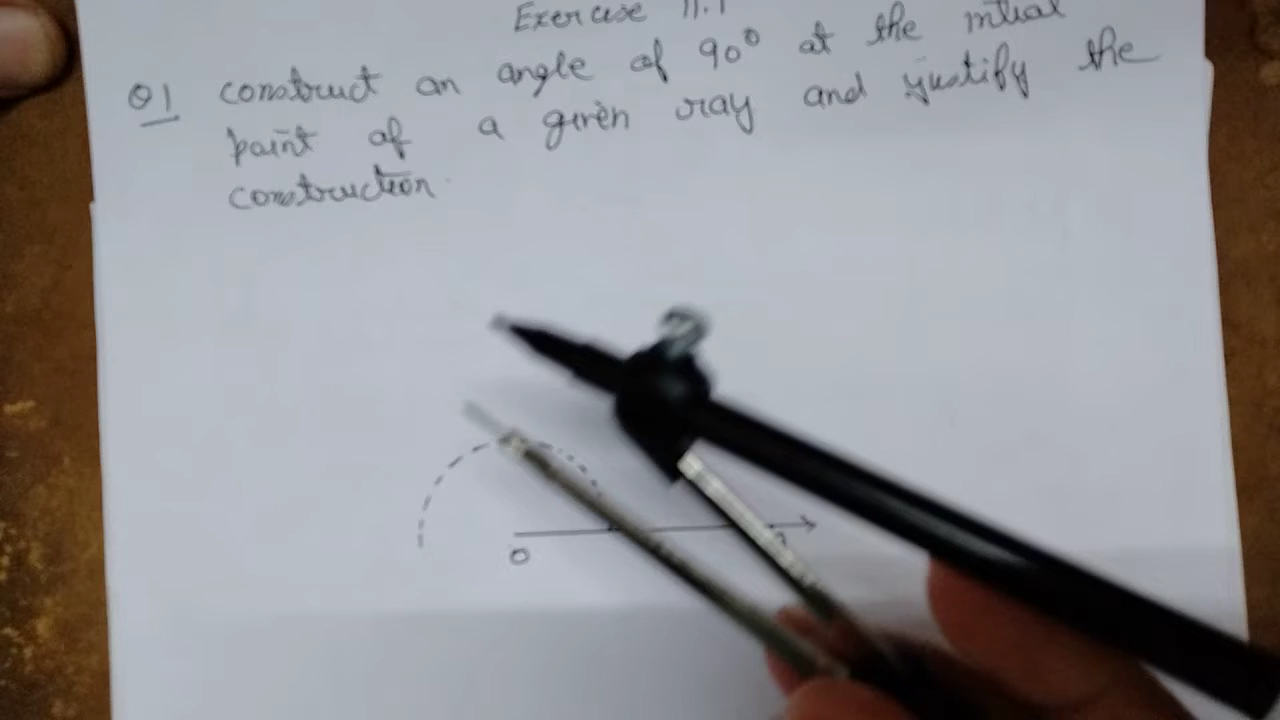 Exercise 11.1
Q1 construct an angle of 90° at the initial
point of a given ray and justify the
construction.
O